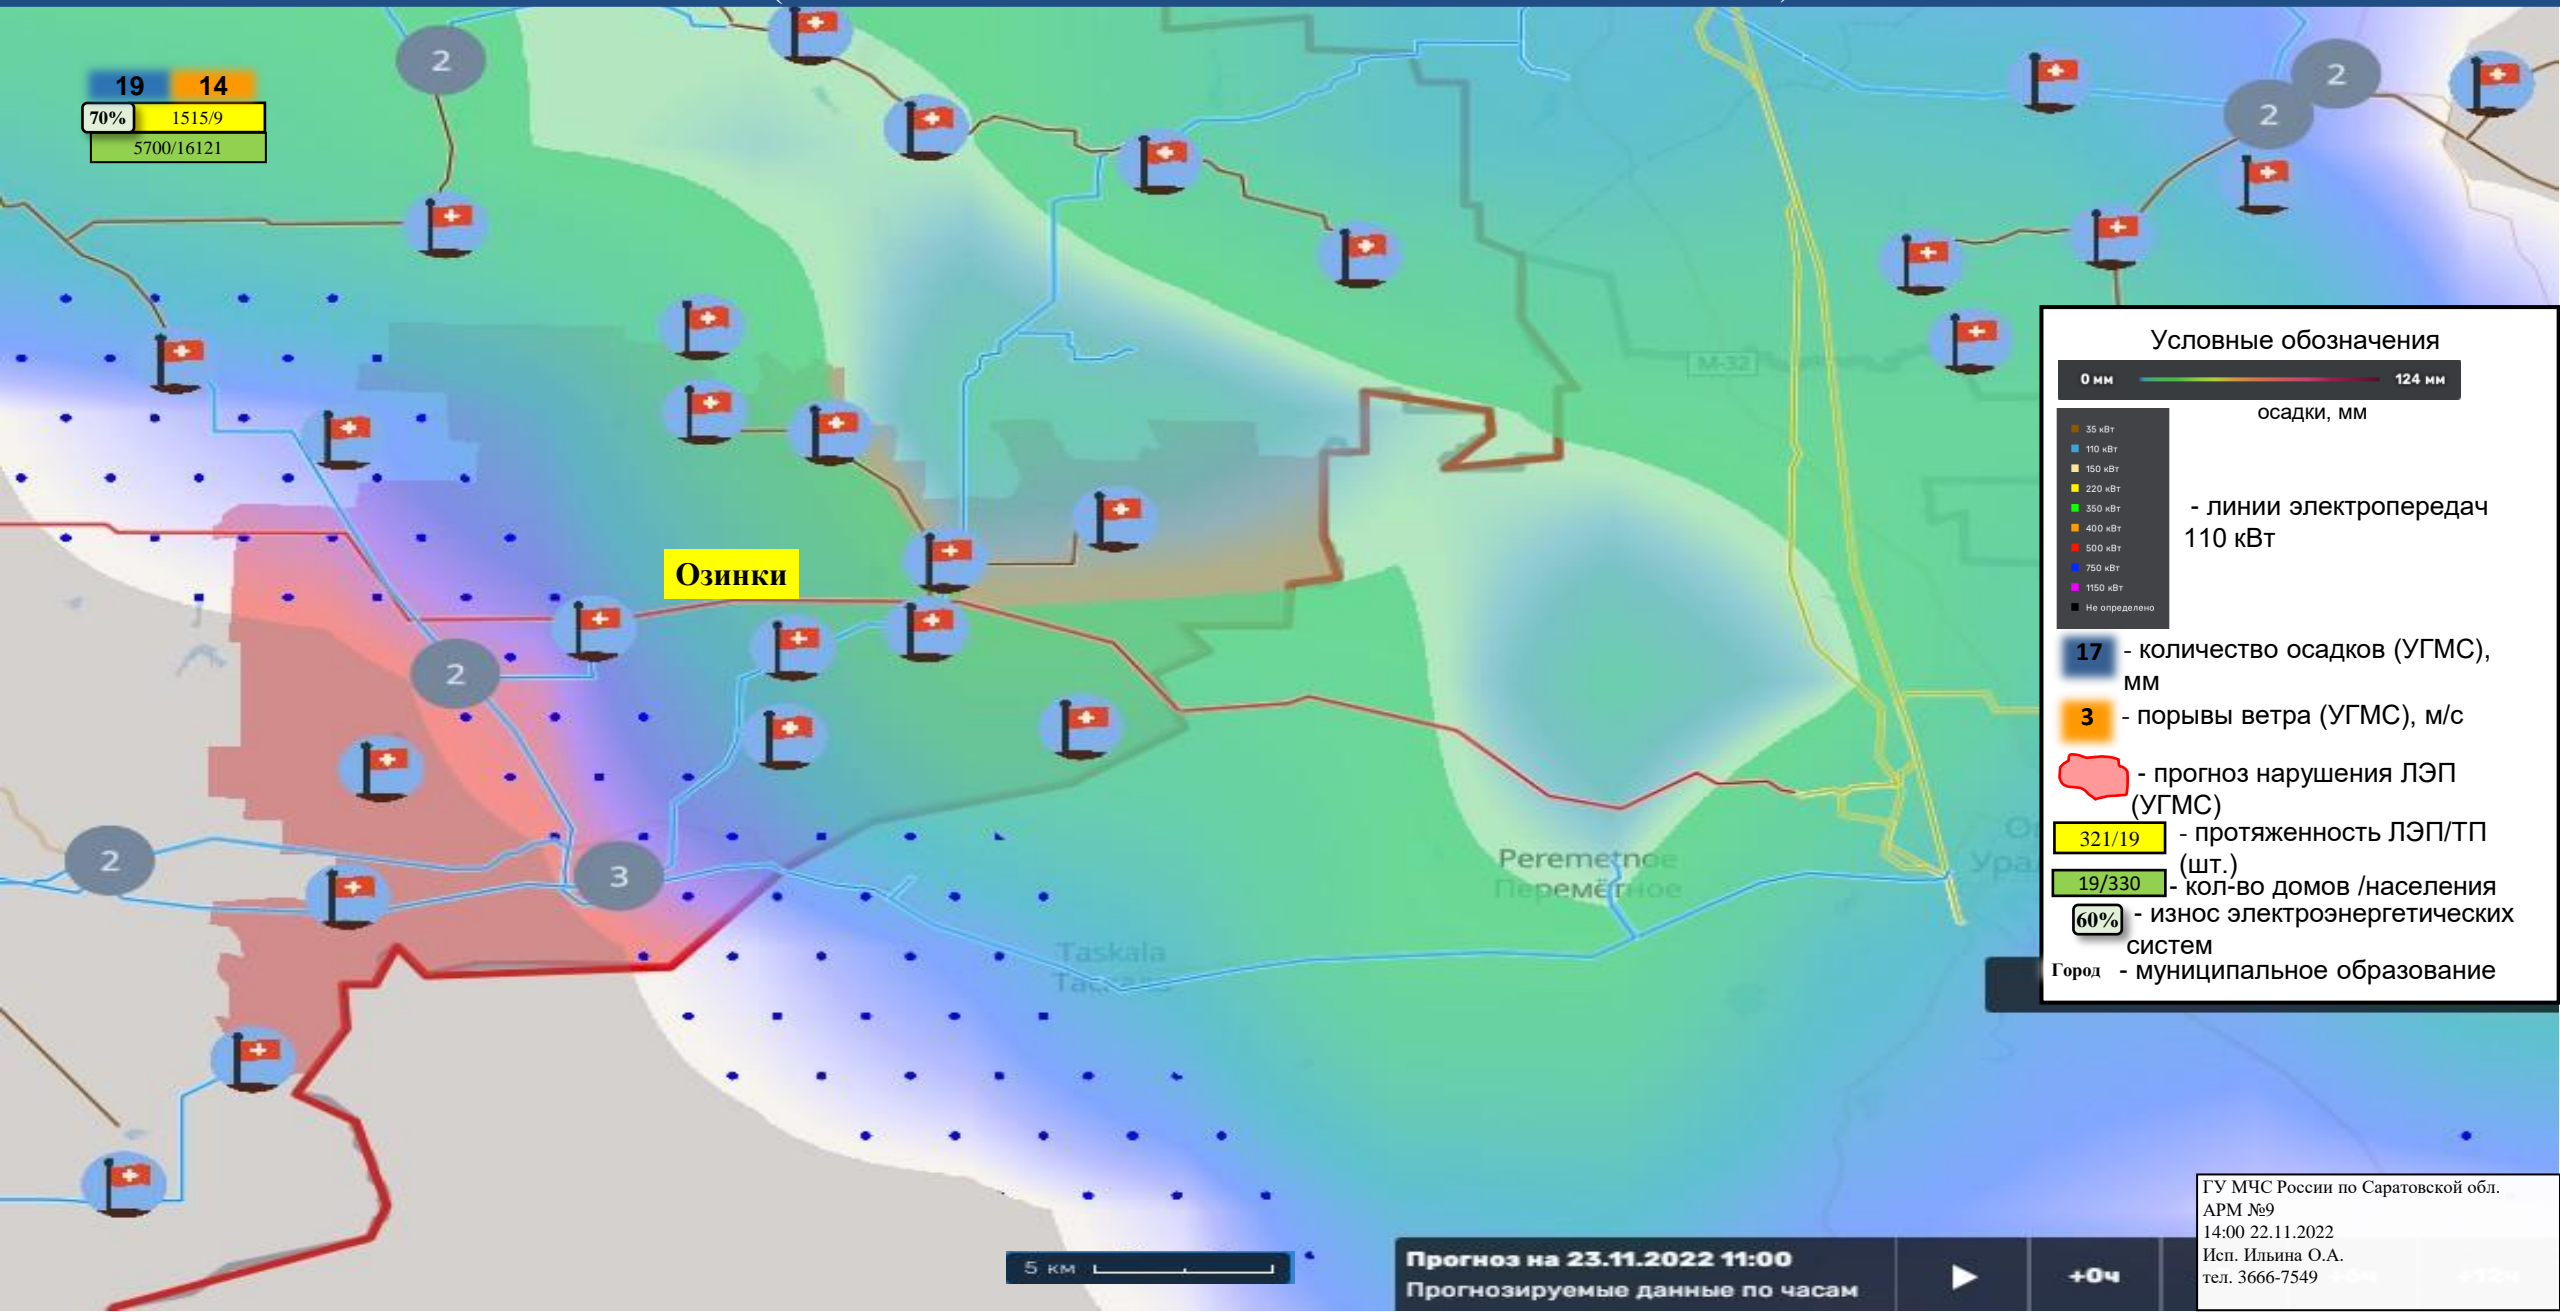 2
19 14
70% 1515/9
5700/16121
2
2
М-32
Озинки
2
2
3
Peremetnoe
Перемётное
Taskala
Условные обозначения
0 мм 124 мм
осадки, мм
35 кВт
110 кВт
150 кВт
220 кВт
350 кВт
400 кВт
500 кВт
750 кВт
1150 кВт
Не определено
- линии электропередач
110 кВт
17 - количество осадков (УГМС),
мм
3 - порывы ветра (УГМС), м/с
- прогноз нарушения ЛЭП
(УГМС)
321/19 - протяженность ЛЭП/ТП
(шт.)
19/330 - кол-во домов /населения
60% - износ электроэнергетических
систем
Город - муниципальное образование
5 км
Прогноз на 23.11.2022 11:00
Прогнозируемые данные по часам
+0ч
ГУ МЧС России по Саратовской обл.
АРМ №9
14:00 22.11.2022
Исп. Ильина О.А.
тел. 3666-7549